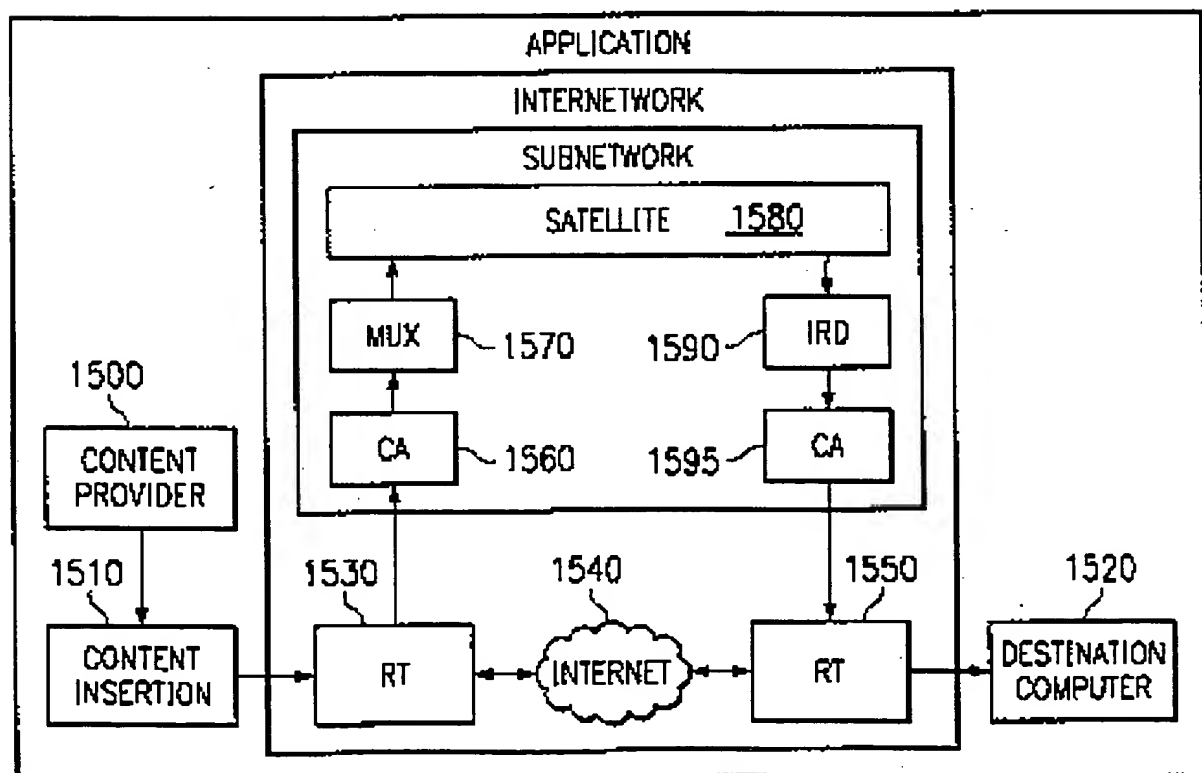 APPLICATION
INTERNETWORK
SUBNETWORK
SATELLITE 1580
MUX
1570
1590
IRD
1500
CONTENT
PROVIDER
CA
1560
1595
CA
1510
1530
1540
1550
1520
CONTENT
INSERTION
RT
INTERNET
RT
DESTINATION
COMPUTER